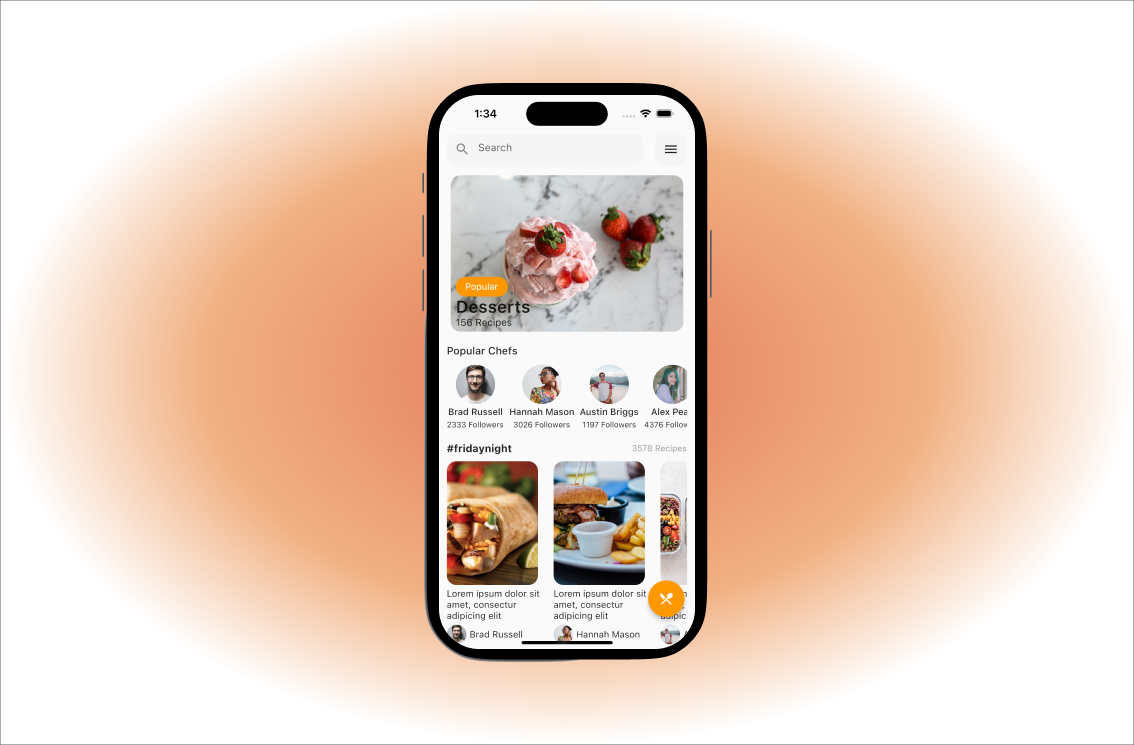 1:34
Search
Popular
Desserts
156 Recipes
Popular Chefs
Brad Russell Hannah Mason Austin Briggs Alex Pea
2333 Followers 3026 Followers 1197 Followers 4376 Follow
#fridaynight 3578 Recipes
Lorem ipsum dolor sit Lorem ipsum dolor sit
amet, consectur amet, consectur
adipicing elit adipicing elit
Brad Russell Hannah Mason